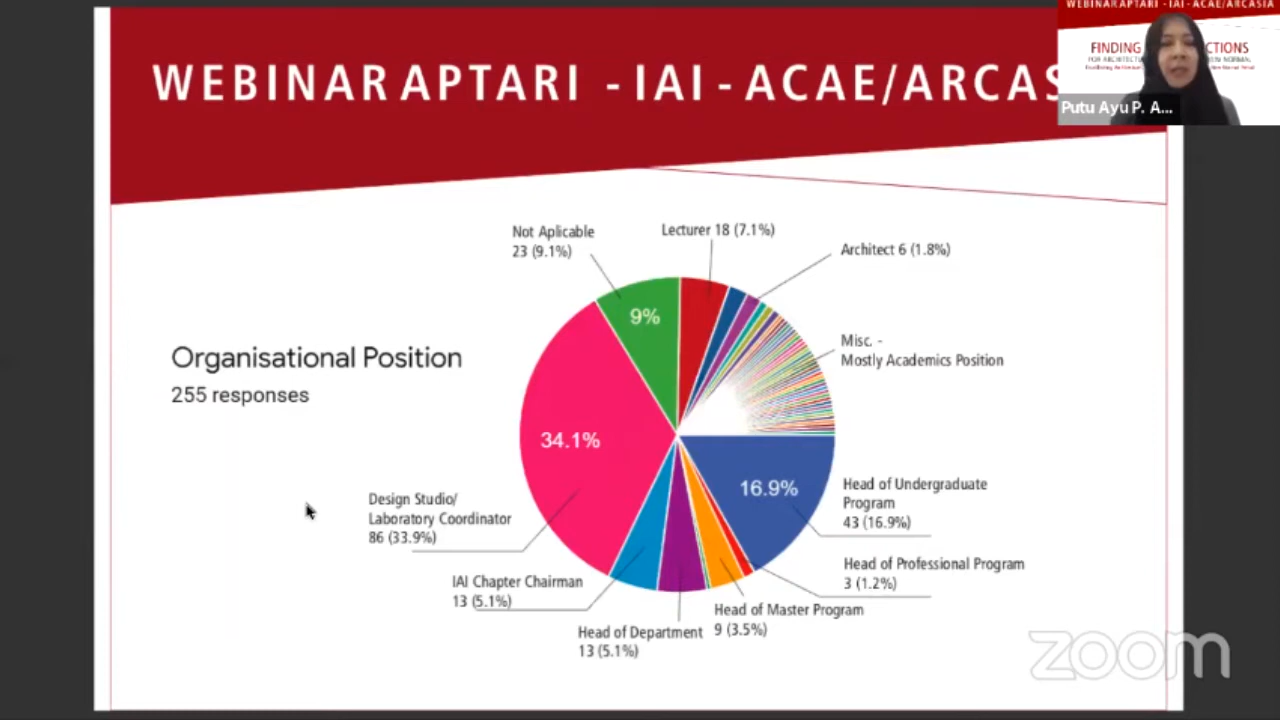 WEBINAR APTARI - IAI - ACAE/ARCAS
WEBINAR APTARI - IAI - ACAE/ARCASIA
FINDING
CTIONS
FOR ARCHITECTU
EN NORMAL
Putu Ayu P. A...
Not Aplicable
23 (9.1%)
Lecturer 18 (7.1%)
Architect 6 (1.8%)
9%
Misc. -
Mostly Academics Position
Organisational Position
255 responses
34.1%
16.9%
Head of Undergraduate
Program
43 (16.9%)
Design Studio/
Laboratory Coordinator
86 (33.9%)
Head of Professional Program
3 (1.2%)
IAI Chapter Chairman
13 (5.1%)
Head of Master Program
9 (3.5%)
Head of Department
13 (5.1%)
zoom